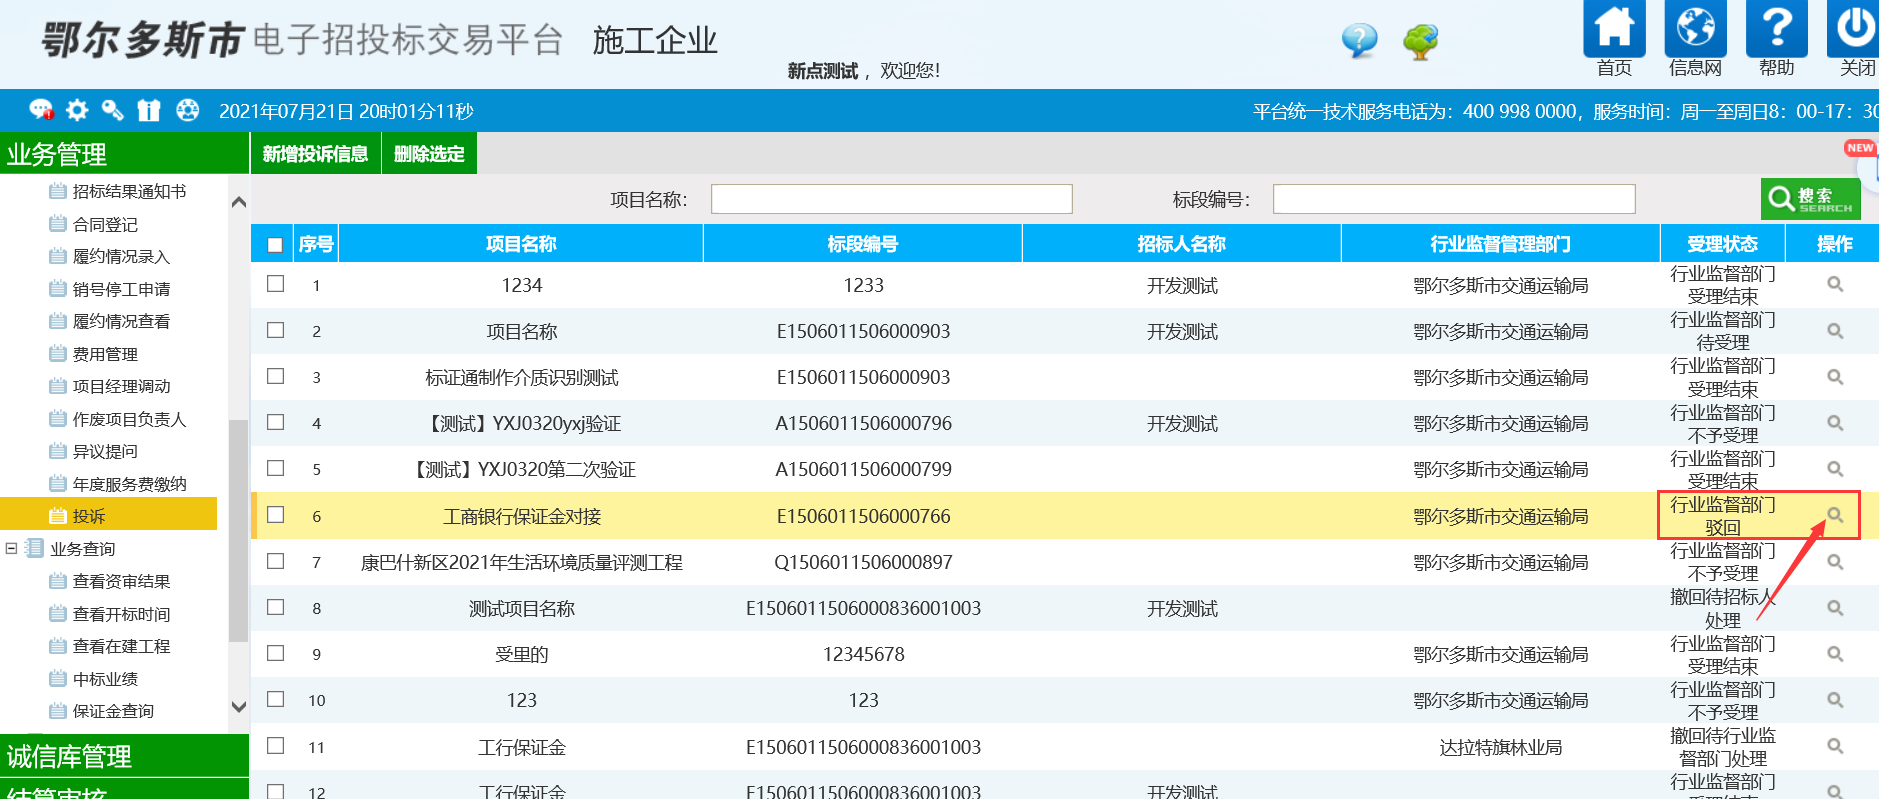 鄂尔多斯市 电子招投标交易平台 施工企业
新点测试，欢迎您！
首页 信息网 帮助 关闭
2021年07月21日 20时01分11秒
平台统一技术服务电话为：400 998 0000，服务时间：周一至周日8：00-17：30
NEW
业务管理
招标结果通知书
合同登记
履约情况录入
销号停工申请
履约情况查看
费用管理
项目经理调动
作废项目负责人
异议提问
年度服务费缴纳
投诉
业务查询
查看资审结果
查看开标时间
查看在建工程
中标业绩
保证金查询
诚信库管理
结算审核
新增投诉信息 删除选定
项目名称： 标段编号： 搜索 SEARCH
序号 项目名称 标段编号 招标人名称 行业监督管理部门 受理状态 操作
1 1234 1233 开发测试 鄂尔多斯市交通运输局 行业监督部门
受理结束
2 项目名称 E1506011506000903 开发测试 鄂尔多斯市交通运输局 行业监督部门
待受理
3 标证通制作介质识别测试 E1506011506000903 鄂尔多斯市交通运输局 行业监督部门
受理结束
4 【测试】YXJ0320yxj验证 A1506011506000796 开发测试 鄂尔多斯市交通运输局 行业监督部门
不予受理
5 【测试】YXJ0320第二次验证 A1506011506000799 鄂尔多斯市交通运输局 行业监督部门
受理结束
6 工商银行保证金对接 E1506011506000766 鄂尔多斯市交通运输局 行业监督部门
驳回
7 康巴什新区2021年生活环境质量评测工程 Q1506011506000897 鄂尔多斯市交通运输局 行业监督部门
不予受理
8 测试项目名称 E1506011506000836001003 开发测试 撤回待招标人
处理
9 受里的 12345678 鄂尔多斯市交通运输局 行业监督部门
受理结束
10 123 123 鄂尔多斯市交通运输局 行业监督部门
不予受理
11 工行保证金 E1506011506000836001003 达拉特旗林业局 撤回待行业监
督部门处理
12 工行保证金 E1506011506000836001003 开发测试 行业监督部门